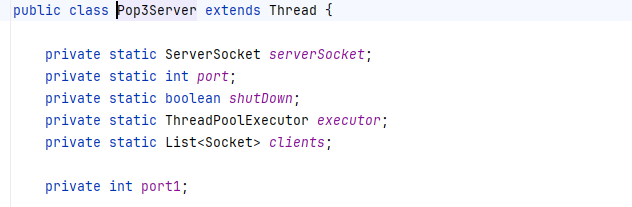 public class Pop3Server extends Thread {
private static ServerSocket serverSocket;
private static int port;
private static boolean shutDown;
private static ThreadPoolExecutor executor;
private static List<Socket> clients;
private int port1;